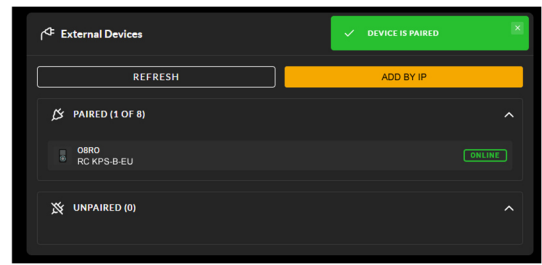 External Devices
DEVICE IS PAIRED
REFRESH
ADD BY IP
PAIRED (1 OF 8)
O8RO
RC KPS-B-EU
ONLINE
UNPAIRED (0)